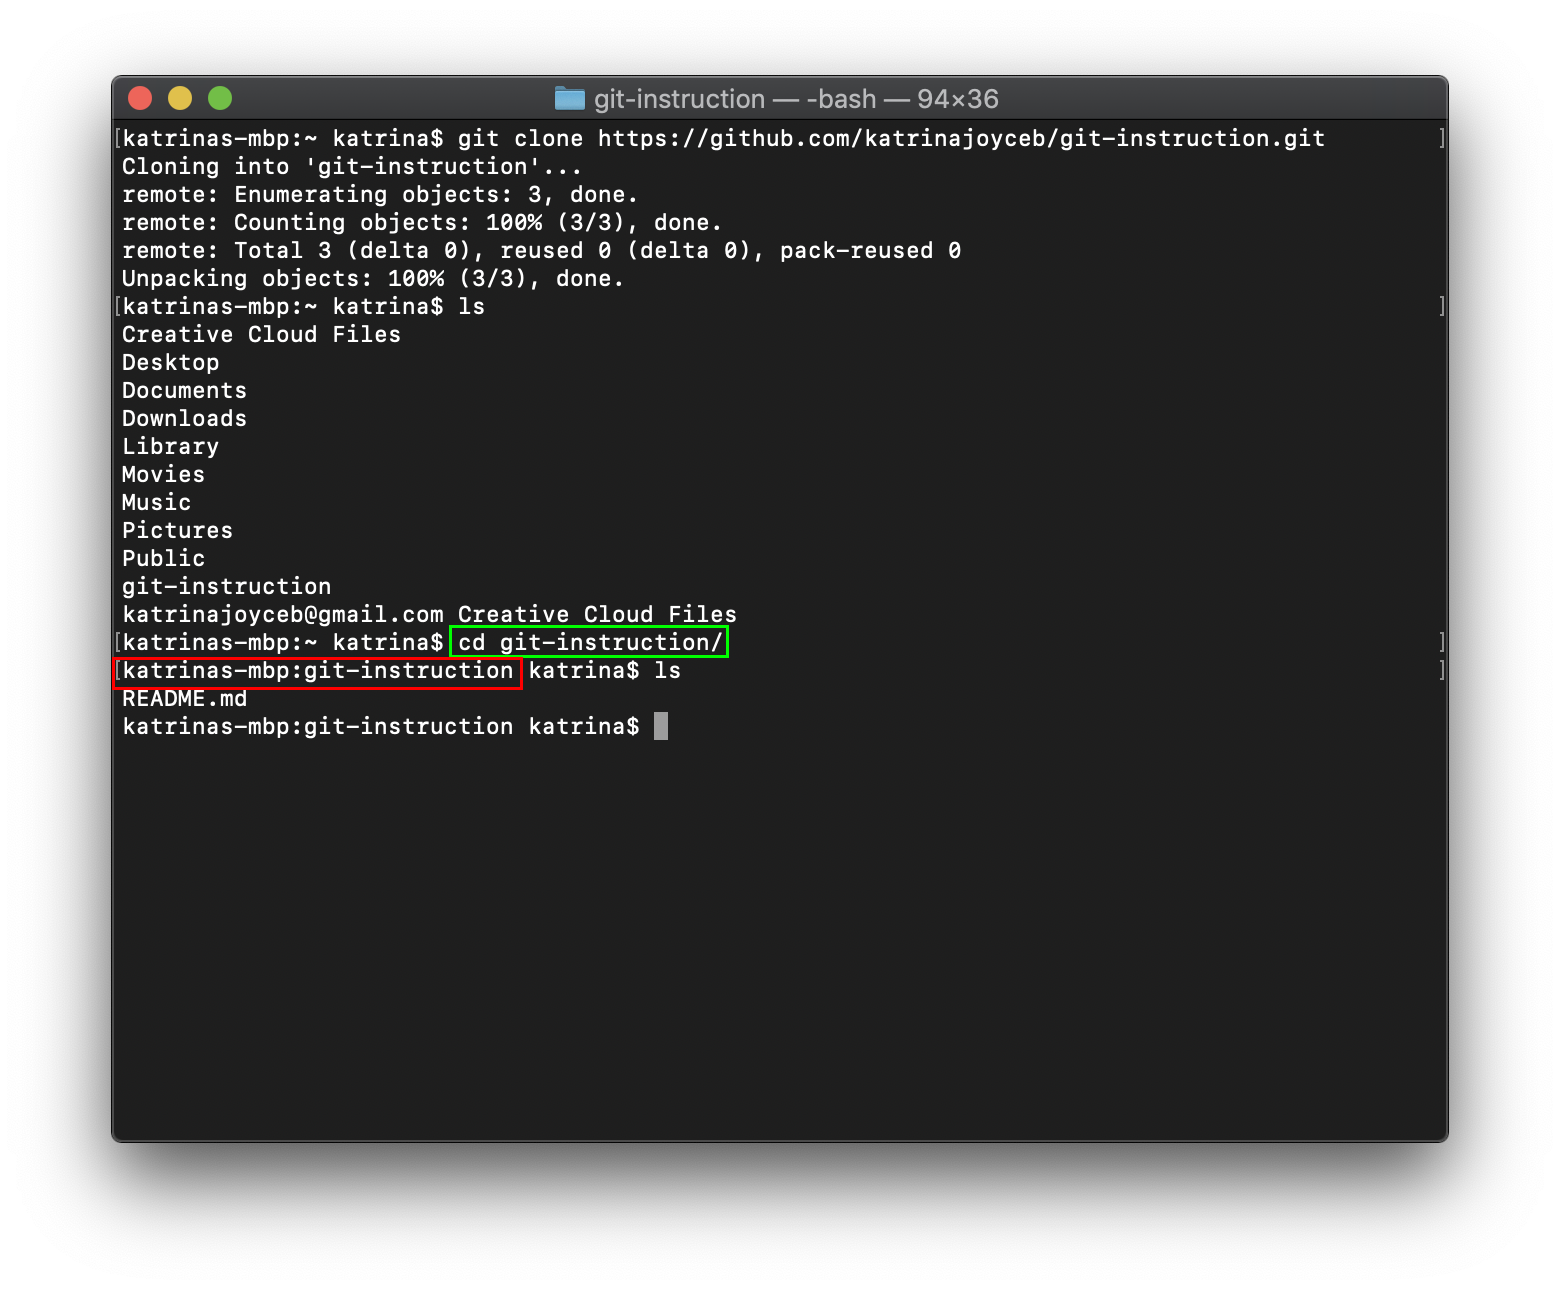 git-instruction — -bash — 94×36
[katrinas-mbp:~ katrina$ git clone https://github.com/katrinajoyceb/git-instruction.git ]
Cloning into 'git-instruction'...
remote: Enumerating objects: 3, done.
remote: Counting objects: 100% (3/3), done.
remote: Total 3 (delta 0), reused 0 (delta 0), pack-reused 0
Unpacking objects: 100% (3/3), done.
[katrinas-mbp:~ katrina$ ls ]
Creative Cloud Files
Desktop
Documents
Downloads
Library
Movies
Music
Pictures
Public
git-instruction
katrinajoyceb@gmail.com Creative Cloud Files
[katrinas-mbp:~ katrina$ cd git-instruction/ ]
[katrinas-mbp:git-instruction katrina$ ls ]
README.md
katrinas-mbp:git-instruction katrina$